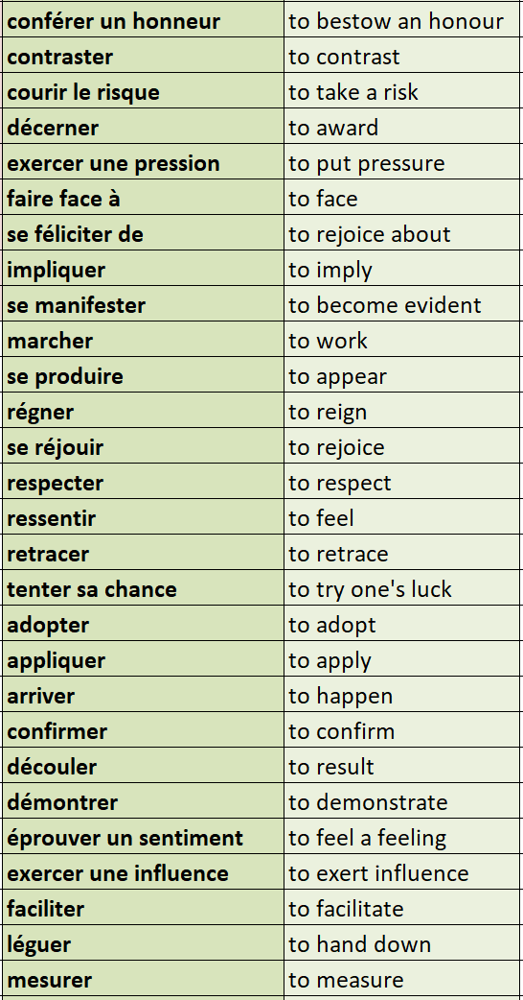 conférer un honneur to bestow an honour
contraster to contrast
courir le risque to take a risk
décerner to award
exercer une pression to put pressure
faire face à to face
se féliciter de to rejoice about
impliquer to imply
se manifester to become evident
marcher to work
se produire to appear
régner to reign
se réjouir to rejoice
respecter to respect
ressentir to feel
retracer to retrace
tenter sa chance to try one's luck
adopter to adopt
appliquer to apply
arriver to happen
confirmer to confirm
découler to result
démontrer to demonstrate
éprouver un sentiment to feel a feeling
exercer une influence to exert influence
faciliter to facilitate
léguer to hand down
mesurer to measure